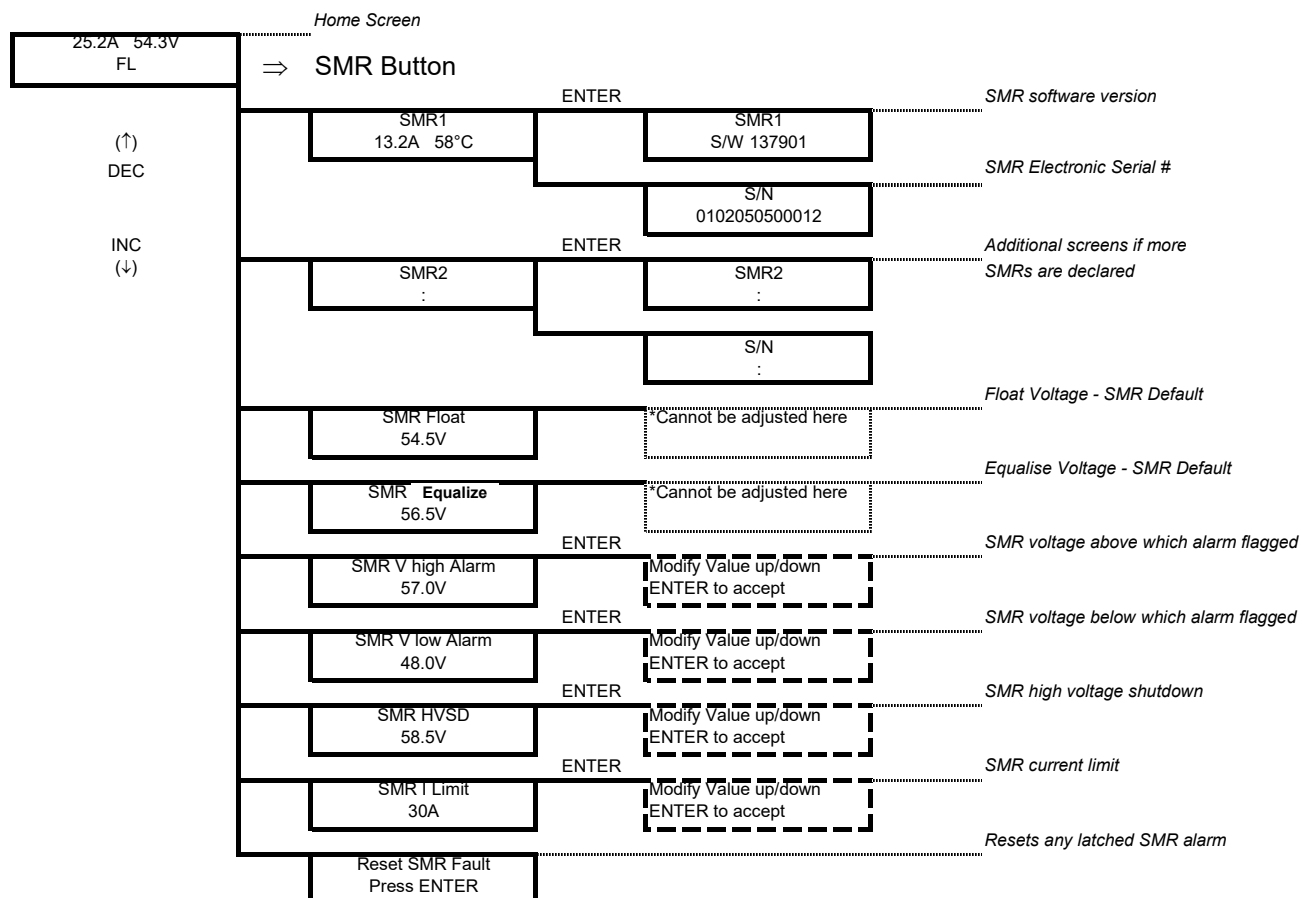 Home Screen
25.2A 54.3V
FL
⇒ SMR Button
ENTER
SMR software version
SMR1
13.2A 58°C
SMR1
S/W 137901
(↑)
DEC
SMR Electronic Serial #
S/N
0102050500012
INC
(↓)
ENTER
Additional screens if more
SMRs are declared
SMR2
:
SMR2
:
S/N
:
Float Voltage - SMR Default
SMR Float
54.5V
*Cannot be adjusted here
Equalise Voltage - SMR Default
SMR Equalize
56.5V
*Cannot be adjusted here
ENTER
SMR voltage above which alarm flagged
SMR V high Alarm
57.0V
Modify Value up/down
ENTER to accept
ENTER
SMR voltage below which alarm flagged
SMR V low Alarm
48.0V
Modify Value up/down
ENTER to accept
ENTER
SMR high voltage shutdown
SMR HVSD
58.5V
Modify Value up/down
ENTER to accept
ENTER
SMR current limit
SMR I Limit
30A
Modify Value up/down
ENTER to accept
Resets any latched SMR alarm
Reset SMR Fault
Press ENTER